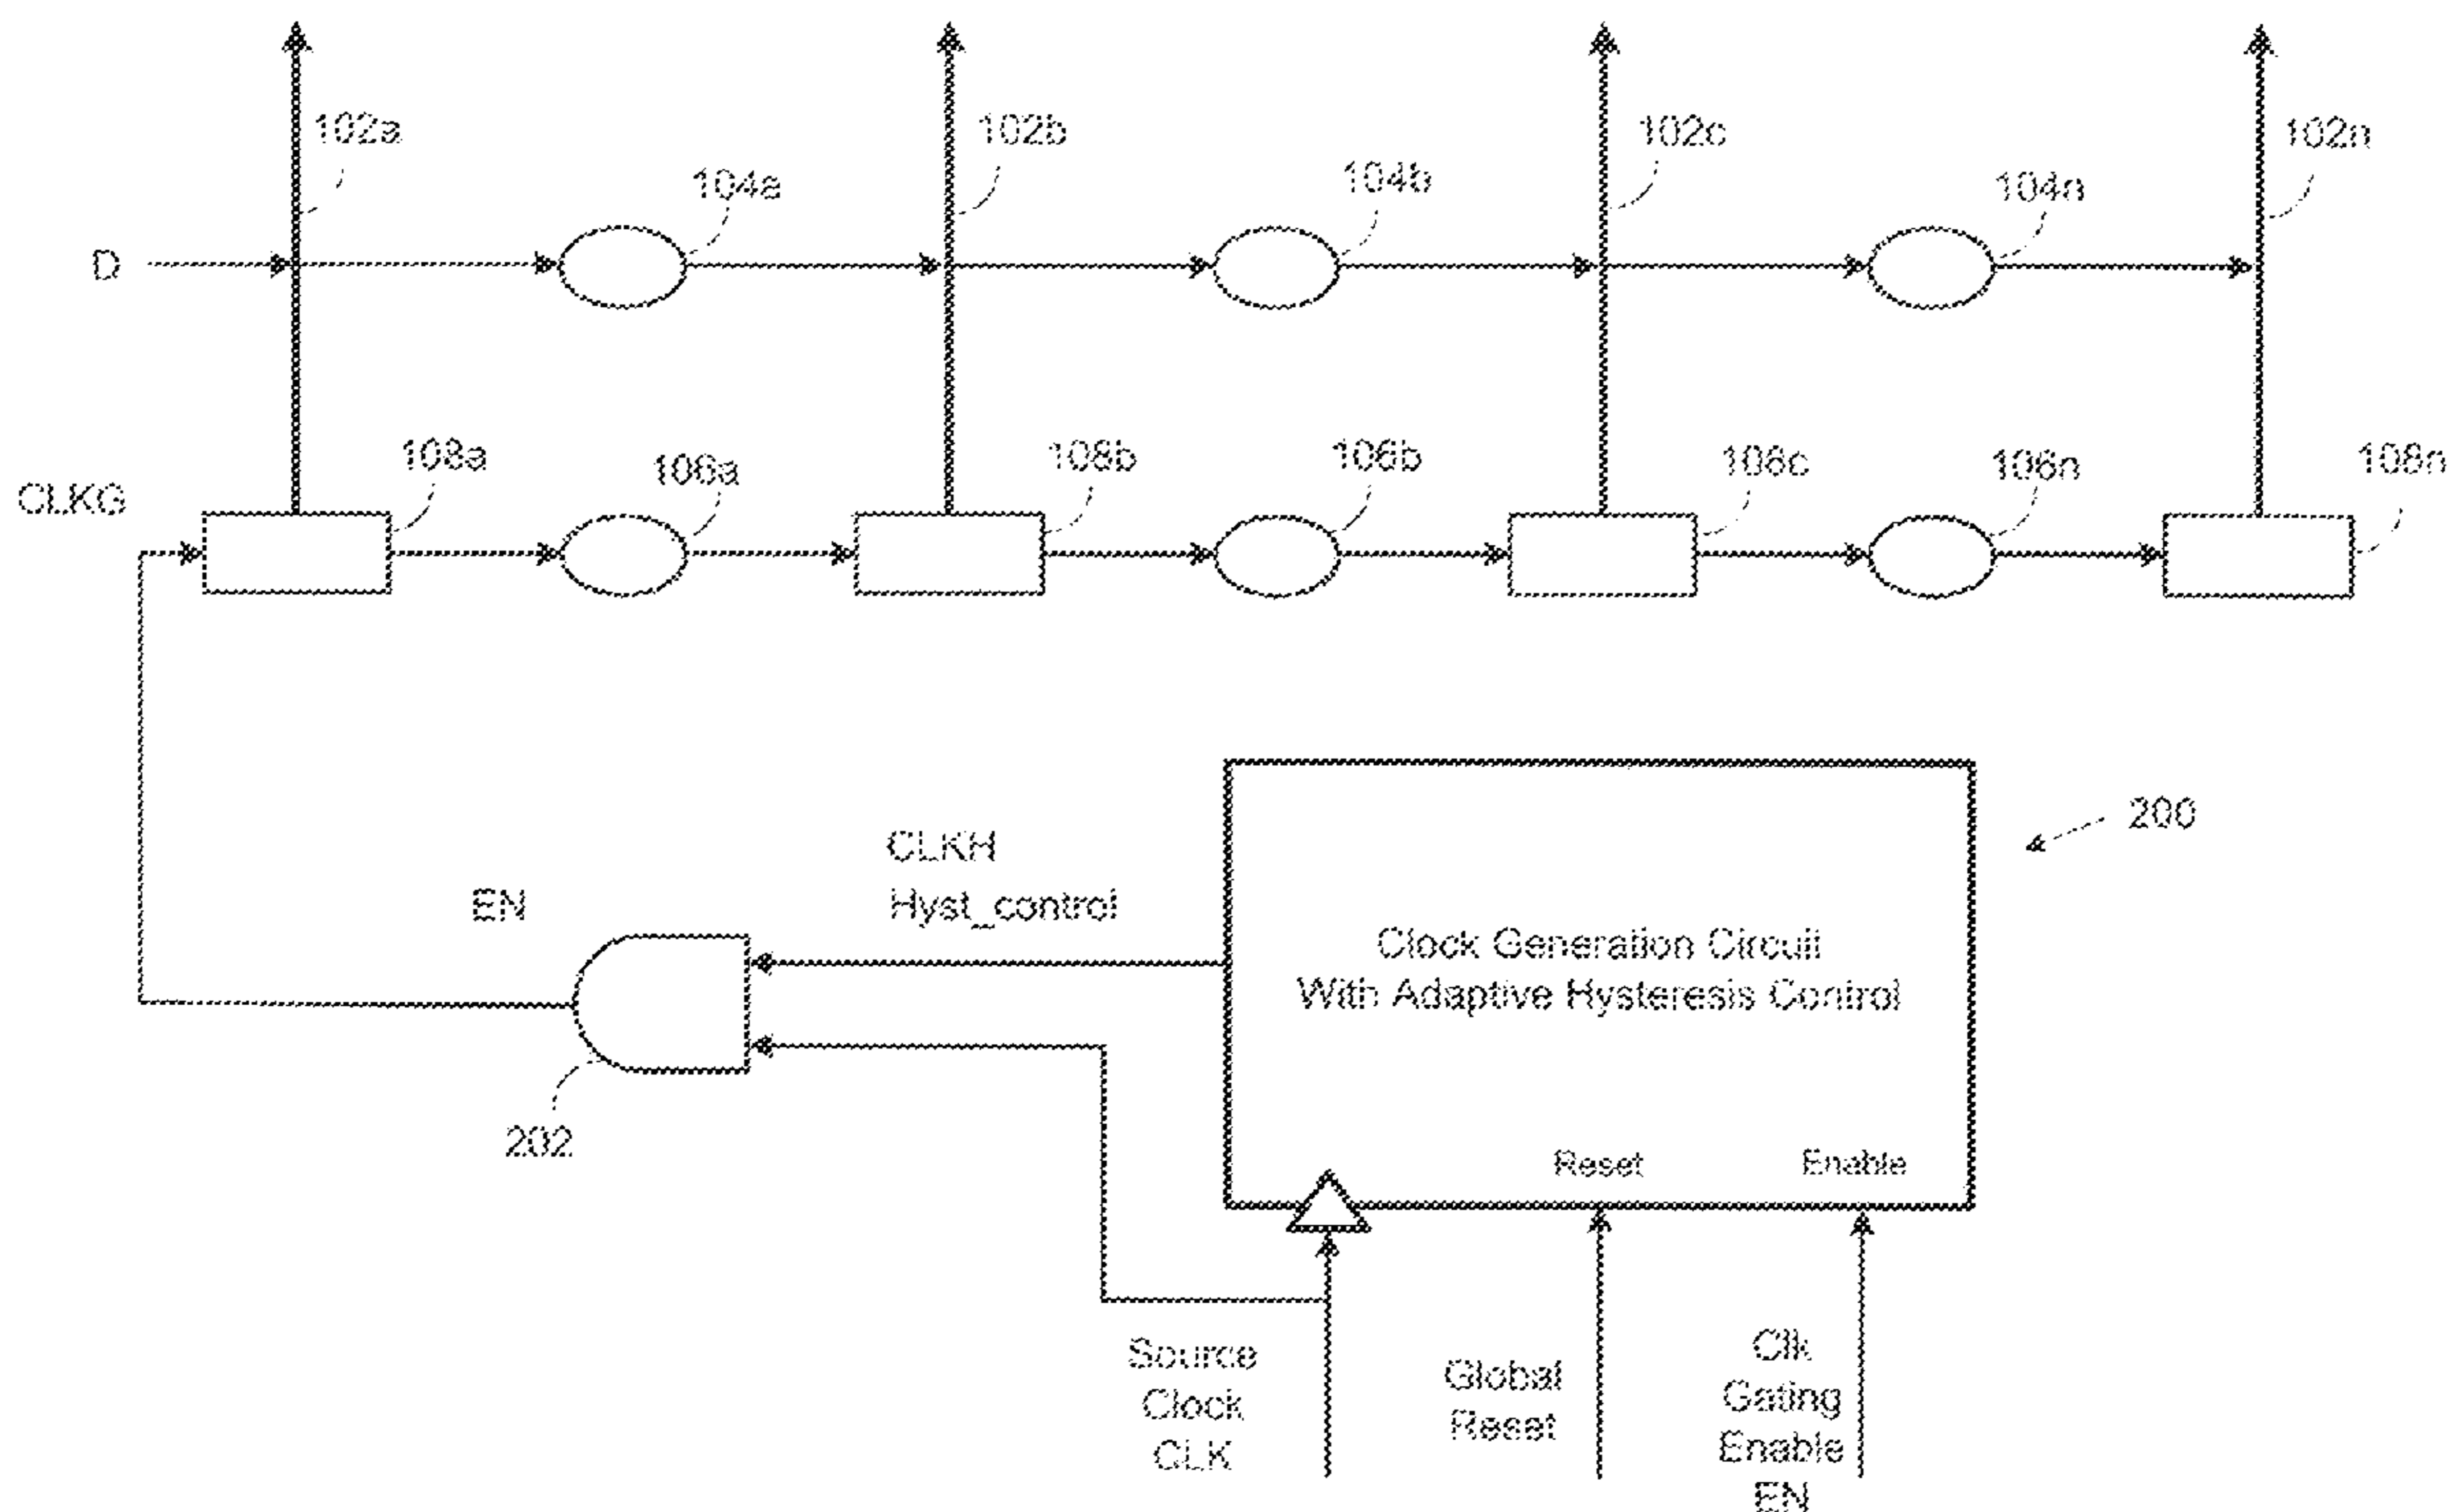 102a
102b
102c
102n
104a
104b
104n
D
108a
106a
108b
106b
108c
106n
108n
CLKG
200
CLKH
Hyst_control
EN
Clock Generation Circuit
With Adaptive Hysteresis Control
202
Reset
Enable
Source
Clock
CLK
Global
Reset
Clk
Gating
Enable
EN